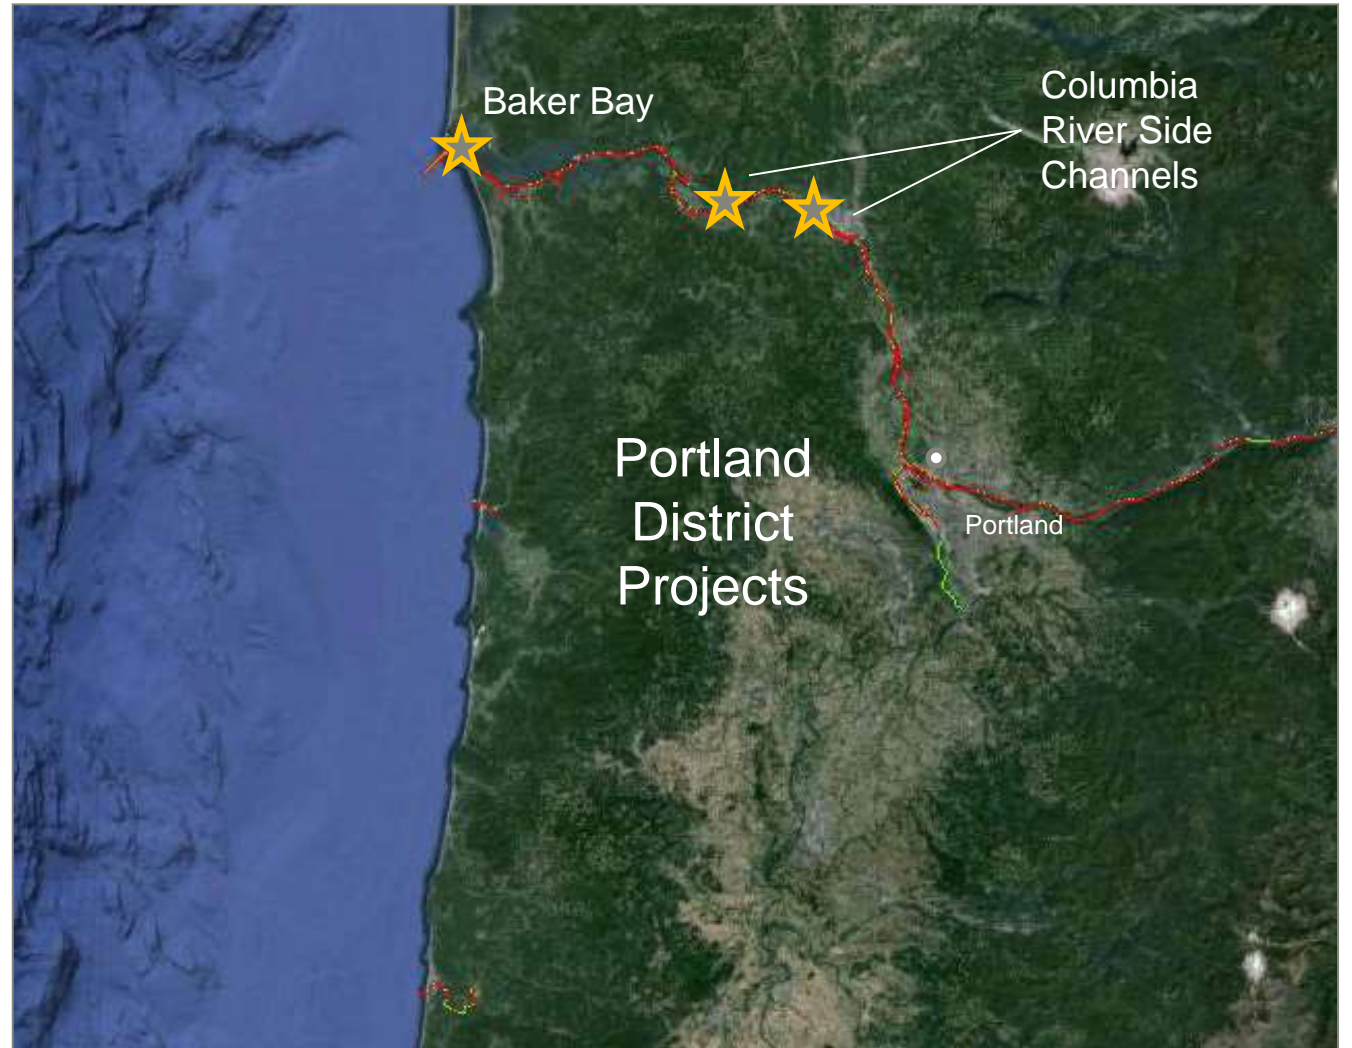 Baker Bay
Columbia
River Side
Channels
Portland
District
Projects
Portland